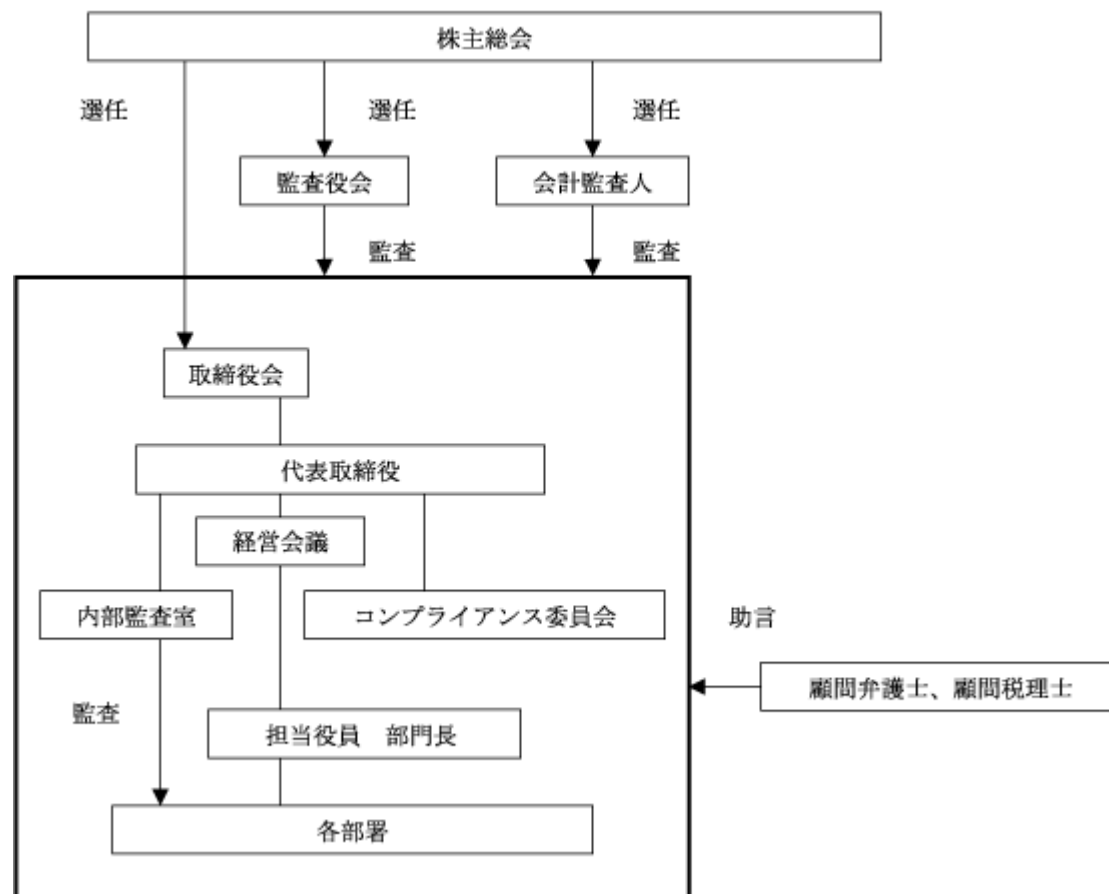 株主総会
選任
選任
選任
監査役会
会計監査人
監査
監査
取締役会
代表取締役
経営会議
内部監査室
コンプライアンス委員会
助言
顧問弁護士、顧問税理士
監査
担当役員　部門長
各部署